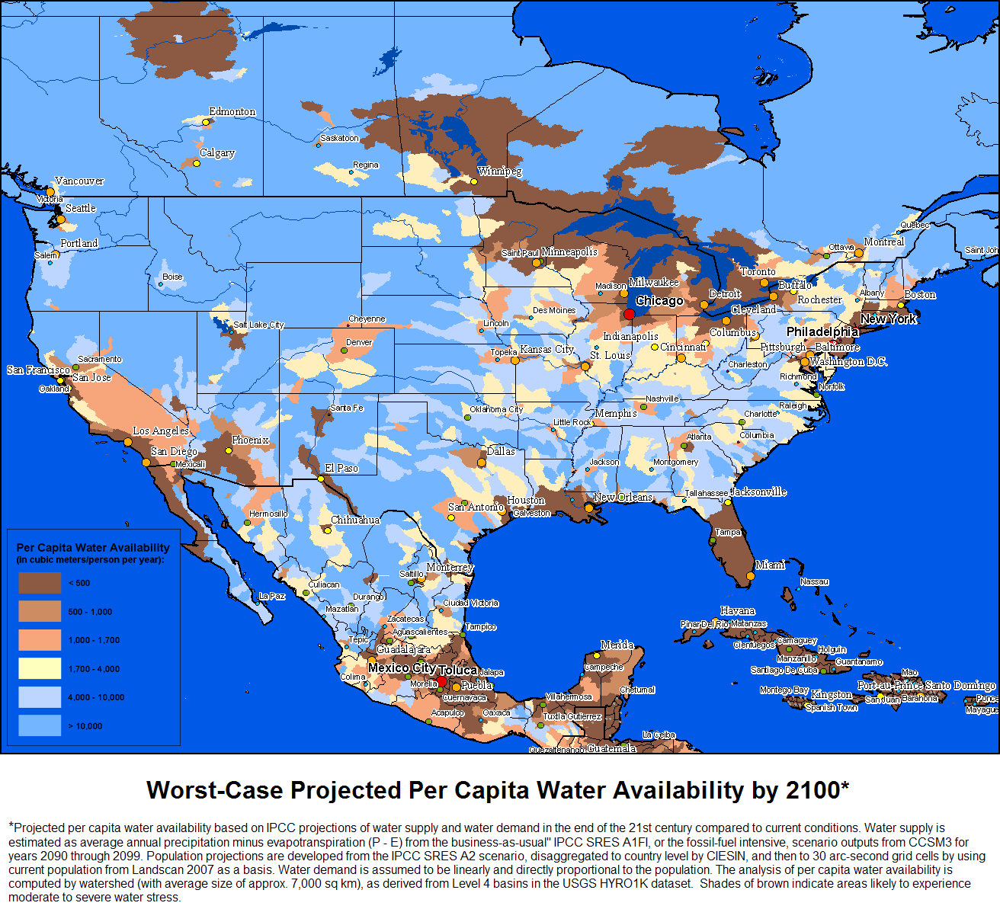 Edmonton
Saskatoon
Calgary
Regina
Winnipeg
Vancouver
Victoria
Seattle
Québec
Portland
Salem
Saint Paul
Minneapolis
Ottawa
Montreal
Saint Joh
Boise
Toronto
Madison
Milwaukee
Detroit
Buffalo
Rochester
Albany
Boston
Chicago
Cleveland
New York
Cheyenne
Des Moines
Salt Lake City
Lincoln
Denver
Indianapolis
Columbus
Philadelphia
Topeka
Kansas City
St. Louis
Cincinnati
Pittsburgh
Baltimore
Washington D.C.
Sacramento
San Francisco
San Jose
Oakland
Charleston
Richmond
Norfolk
Santa Fe
Oklahoma City
Nashville
Raleigh
Memphis
Charlotte
Little Rock
Los Angeles
Phoenix
Atlanta
Columbia
San Diego
Mexicali
Dallas
El Paso
Jackson
Montgomery
Tallahassee
Jacksonville
New Orleans
Houston
San Antonio
Galveston
Hermosillo
Chihuahua
Tampa
Miami
Nassau
Per Capita Water Availability
(in cubic meters/person per year):
< 500
500 - 1,000
1,000 - 1,700
1,700 - 4,000
4,000 - 10,000
> 10,000
Monterrey
Saltillo
Culiacan
La Paz
Durango
Mazatlan
Ciudad Victoria
Zacatecas
Aguascalientes
Tampico
Tepic
Guadalajara
Mexico City
Toluca
Jalapa
Colima
Morelia
Puebla
Cuernavaca
Acapulco
Oaxaca
Merida
Campeche
Chetumal
Villahermosa
Tuxtla Gutierrez
Quezaltenango
Guatemala
La Ceiba
Havana
Pinar Del Rio
Matanzas
Cienfuegos
Camaguey
Holguin
Manzanillo
Guantanamo
Santiago De Cuba
Mao
Montego Bay
Kingston
Spanish Town
Port-au-Prince
Santo Domingo
San Juan
Barahona
Ponce
Mayague
Worst-Case Projected Per Capita Water Availability by 2100*
*Projected per capita water availability based on IPCC projections of water supply and water demand in the end of the 21st century compared to current conditions. Water supply is
estimated as average annual precipitation minus evapotranspiration (P - E) from the business-as-usual" IPCC SRES A1FI, or the fossil-fuel intensive, scenario outputs from CCSM3 for
years 2090 through 2099. Population projections are developed from the IPCC SRES A2 scenario, disaggregated to country level by CIESIN, and then to 30 arc-second grid cells by using
current population from Landscan 2007 as a basis. Water demand is assumed to be linearly and directly proportional to the population. The analysis of per capita water availability is
computed by watershed (with average size of approx. 7,000 sq km), as derived from Level 4 basins in the USGS HYRO1K dataset.  Shades of brown indicate areas likely to experience
moderate to severe water stress.